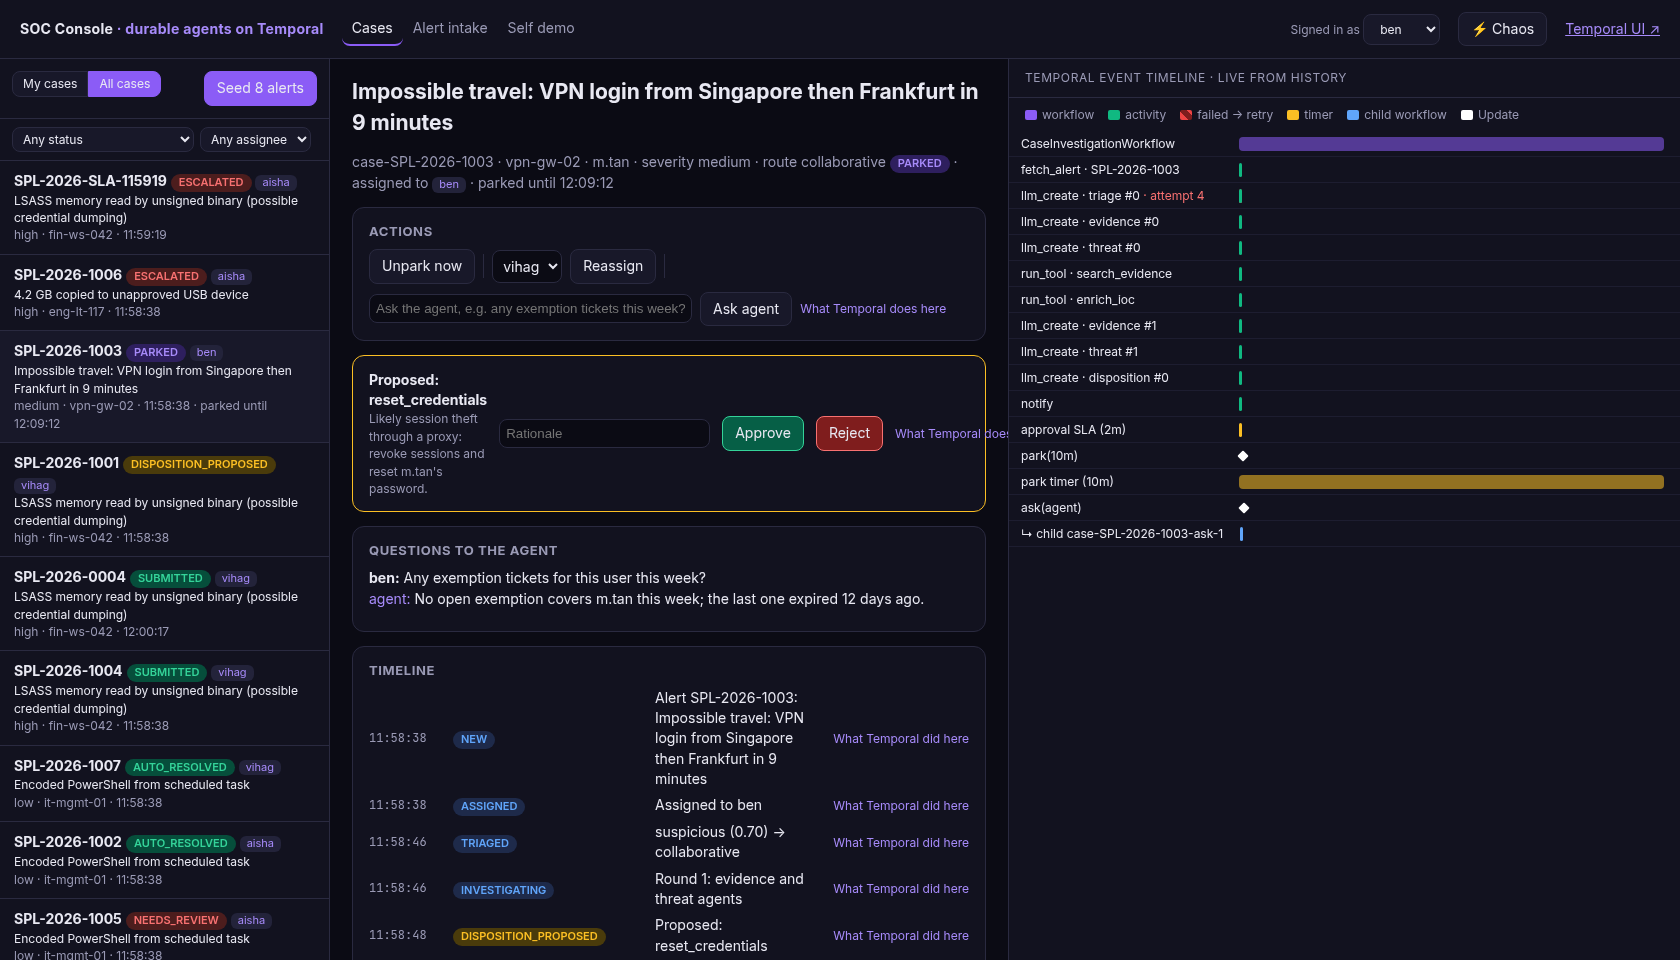 SOC Console · durable agents on Temporal
Cases
Alert intake
Self demo
Signed in as ben
⚡ Chaos
Temporal UI ↗
My cases
All cases
Seed 8 alerts
Any status
Any assignee
SPL-2026-SLA-115919 ESCALATED aisha
LSASS memory read by unsigned binary (possible
credential dumping)
high · fin-ws-042 · 11:59:19
SPL-2026-1006 ESCALATED aisha
4.2 GB copied to unapproved USB device
high · eng-lt-117 · 11:58:38
SPL-2026-1003 PARKED ben
Impossible travel: VPN login from Singapore then
Frankfurt in 9 minutes
medium · vpn-gw-02 · 11:58:38 · parked until
12:09:12
SPL-2026-1001 DISPOSITION_PROPOSED
vihag
LSASS memory read by unsigned binary (possible
credential dumping)
high · fin-ws-042 · 11:58:38
SPL-2026-0004 SUBMITTED vihag
LSASS memory read by unsigned binary (possible
credential dumping)
high · fin-ws-042 · 12:00:17
SPL-2026-1004 SUBMITTED vihag
LSASS memory read by unsigned binary (possible
credential dumping)
high · fin-ws-042 · 11:58:38
SPL-2026-1007 AUTO_RESOLVED vihag
Encoded PowerShell from scheduled task
low · it-mgmt-01 · 11:58:38
SPL-2026-1002 AUTO_RESOLVED aisha
Encoded PowerShell from scheduled task
low · it-mgmt-01 · 11:58:38
SPL-2026-1005 NEEDS_REVIEW aisha
Encoded PowerShell from scheduled task
low · it-mgmt-01 · 11:58:38
Impossible travel: VPN login from Singapore then Frankfurt in
9 minutes
case-SPL-2026-1003 · vpn-gw-02 · m.tan · severity medium · route collaborative PARKED ·
assigned to ben · parked until 12:09:12
ACTIONS
Unpark now
vihag
Reassign
Ask the agent, e.g. any exemption tickets this week?
Ask agent
What Temporal does here
Proposed:
reset_credentials
Likely session theft
through a proxy:
revoke sessions and
reset m.tan's
password.
Rationale
Approve
Reject
What Temporal does
QUESTIONS TO THE AGENT
ben: Any exemption tickets for this user this week?
agent: No open exemption covers m.tan this week; the last one expired 12 days ago.
TIMELINE
11:58:38 NEW
Alert SPL-2026-1003:
Impossible travel: VPN
login from Singapore
then Frankfurt in 9
minutes
What Temporal did here
11:58:38 ASSIGNED Assigned to ben What Temporal did here
11:58:46 TRIAGED
suspicious (0.70) →
collaborative
What Temporal did here
11:58:46 INVESTIGATING
Round 1: evidence and
threat agents
What Temporal did here
11:58:48 DISPOSITION_PROPOSED
Proposed:
reset_credentials
What Temporal did here
TEMPORAL EVENT TIMELINE · LIVE FROM HISTORY
workflow activity failed → retry timer child workflow Update
CaseInvestigationWorkflow
fetch_alert · SPL-2026-1003
llm_create · triage #0 · attempt 4
llm_create · evidence #0
llm_create · threat #0
run_tool · search_evidence
run_tool · enrich_ioc
llm_create · evidence #1
llm_create · threat #1
llm_create · disposition #0
notify
approval SLA (2m)
park(10m)
park timer (10m)
ask(agent)
↳ child case-SPL-2026-1003-ask-1